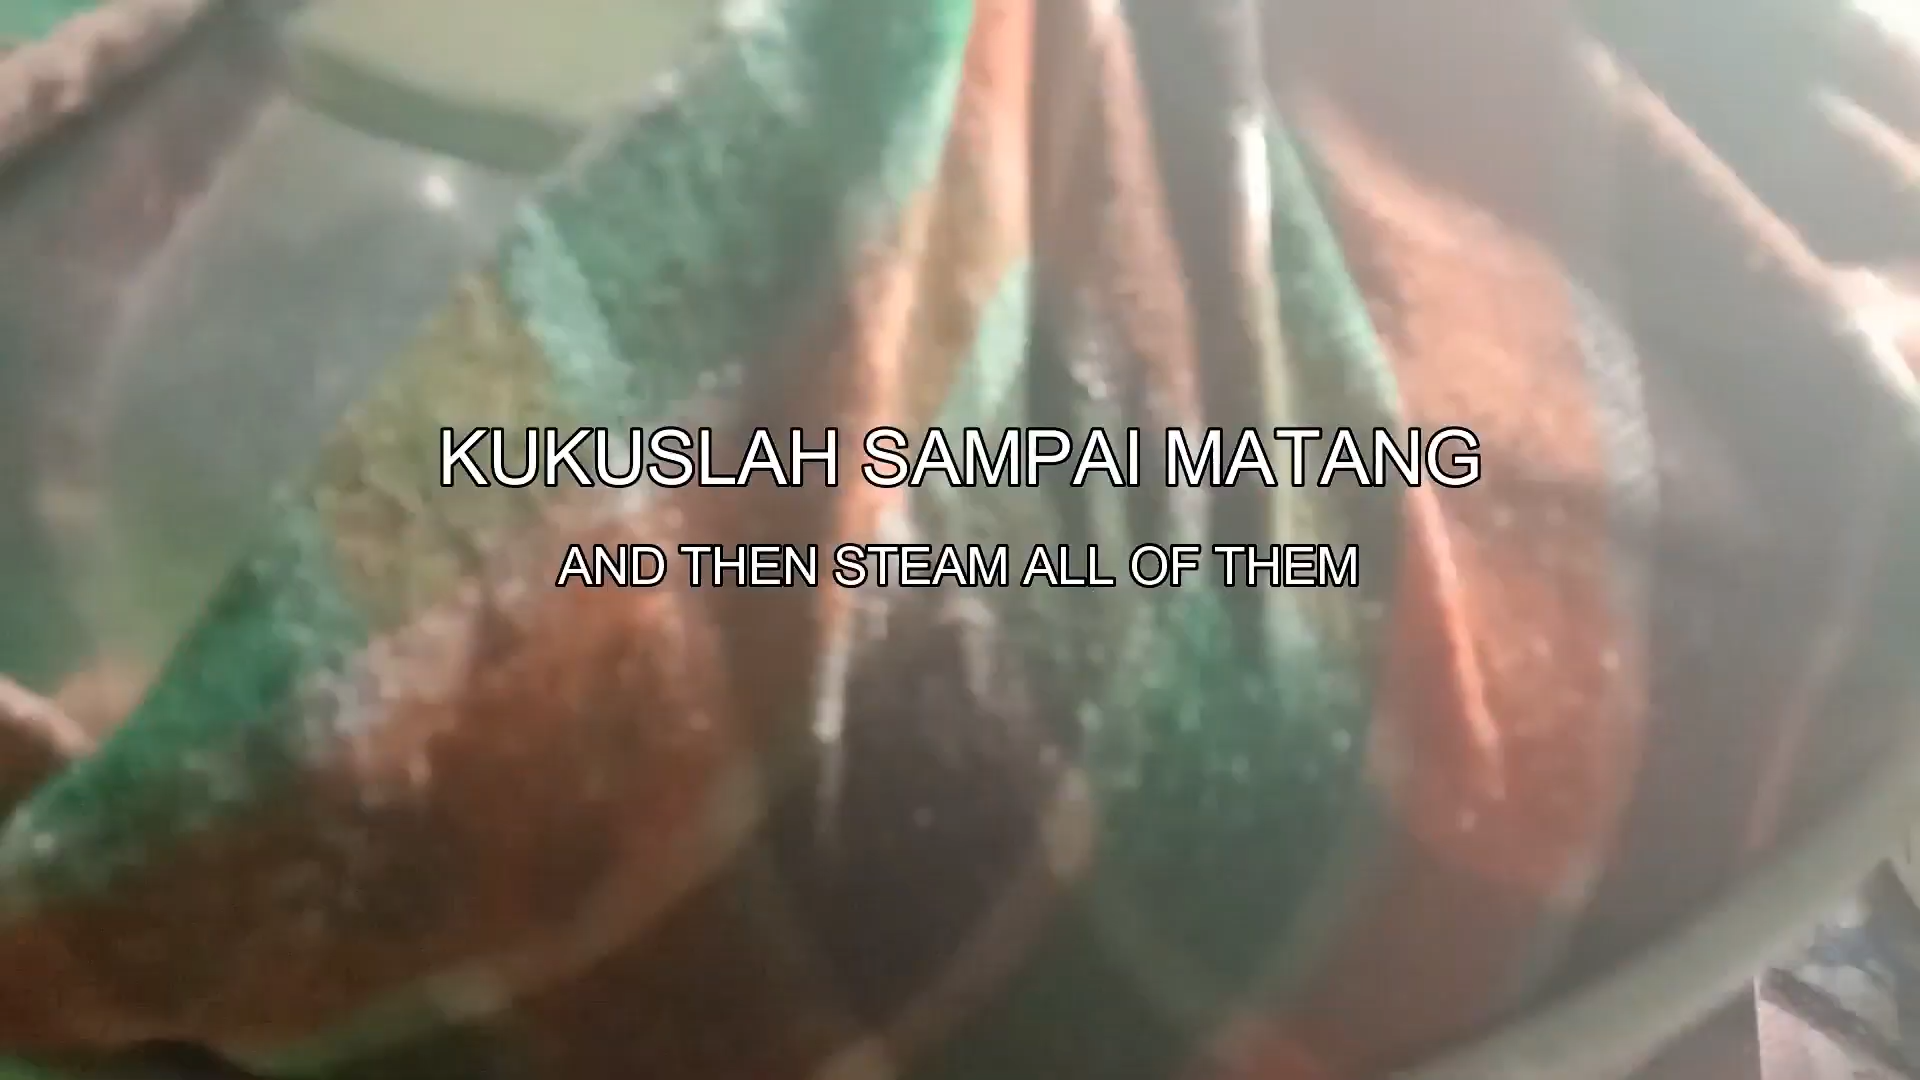 KUKUSLAH SAMPAI MATANG
AND THEN STEAM ALL OF THEM